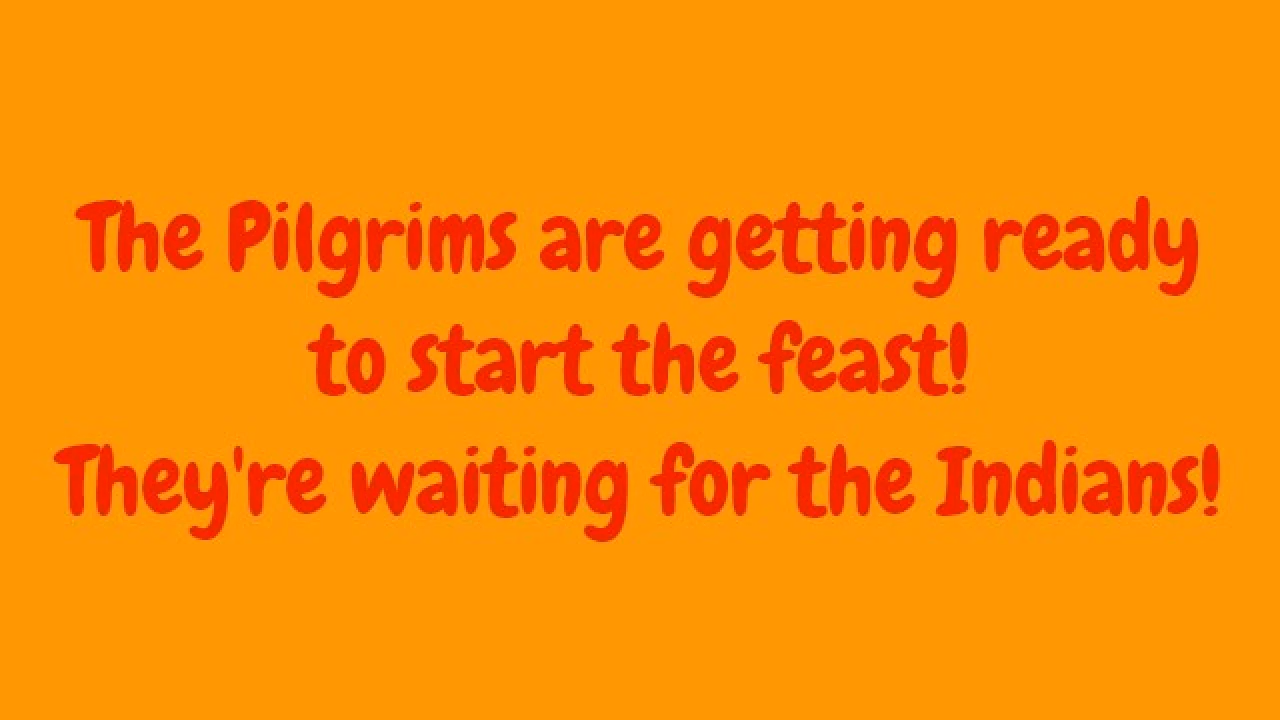 The Pilgrims are getting ready
to start the feast!
They're waiting for the Indians!